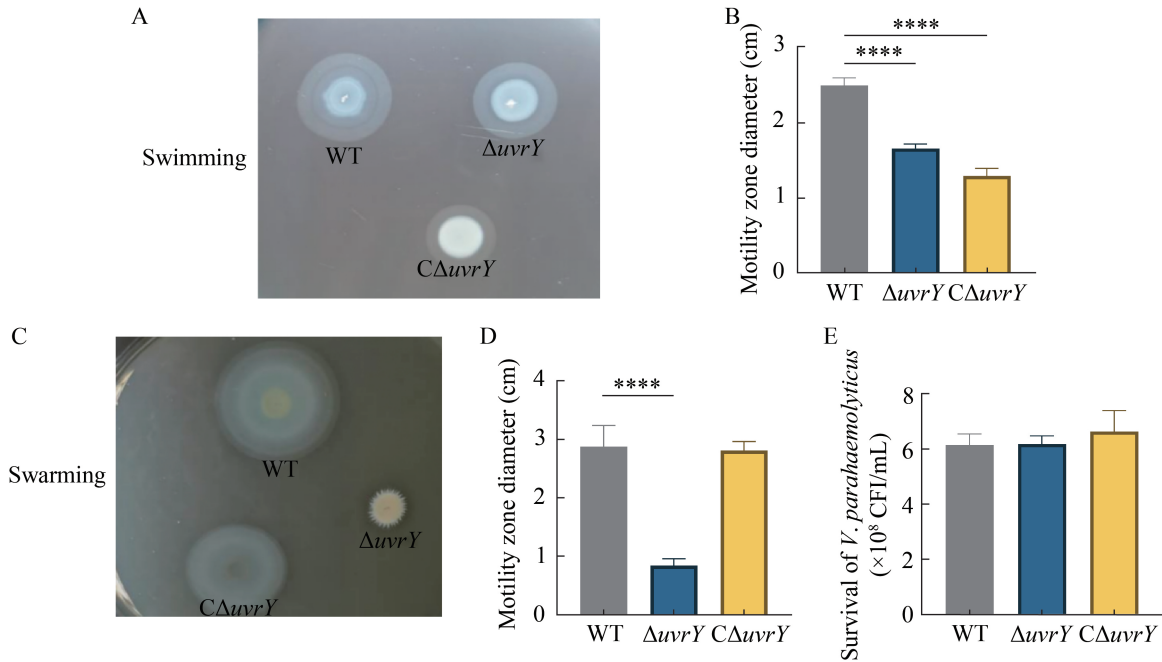 A
Swimming
WT
ΔuvrY
CΔuvrY
B
Motility zone diameter (cm)
3
2
1
0
****
****
WT ΔuvrY CΔuvrY
C
Swarming
WT
ΔuvrY
CΔuvrY
D
Motility zone diameter (cm)
4
3
2
1
0
****
WT ΔuvrY CΔuvrY
E
Survival of V. parahaemolyticus
(×10⁸ CFI/mL)
8
6
4
2
0
WT ΔuvrY CΔuvrY